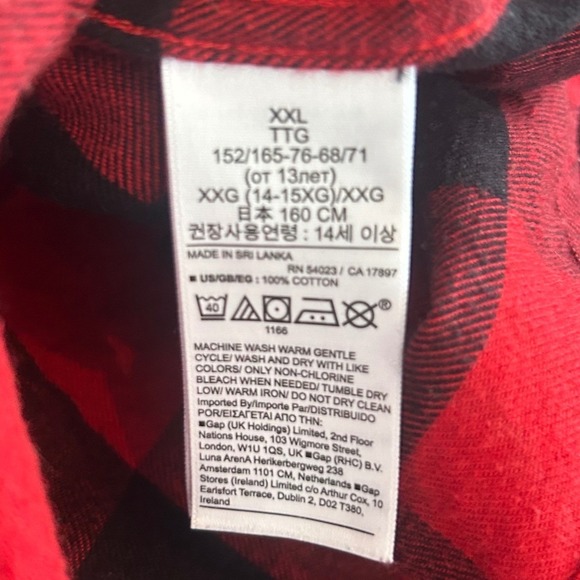 XXL
TTG
152/165-76-68/71
(от 13лет)
XXG (14-15XG)/XXG
日本 160 CM
권장사용연령 : 14세 이상
MADE IN SRI LANKA
RN 54023 / CA 17897
■ US/GB/EG : 100% COTTON
40
®
1166
MACHINE WASH WARM GENTLE
CYCLE/ WASH AND DRY WITH LIKE
COLORS/ ONLY NON-CHLORINE
BLEACH WHEN NEEDED/ TUMBLE DRY
LOW/ WARM IRON/ DO NOT DRY CLEAN
Imported By/Importe Par/DISTRIBUIDO
POR/ΕΙΣΑΓΕΤΑΙ ΑΠΟ ΤΗΝ:
■Gap (UK Holdings) Limited, 2nd Floor
Nations House, 103 Wigmore Street,
London, W1U 1QS, UK ■Gap (RHC) B.V.
Luna ArenA Herikerbergweg 238
Amsterdam 1101 CM, Netherlands ■Gap
Stores (Ireland) Limited c/o Arthur Cox, 10
Earlsfort Terrace, Dublin 2, D02 T380,
Ireland